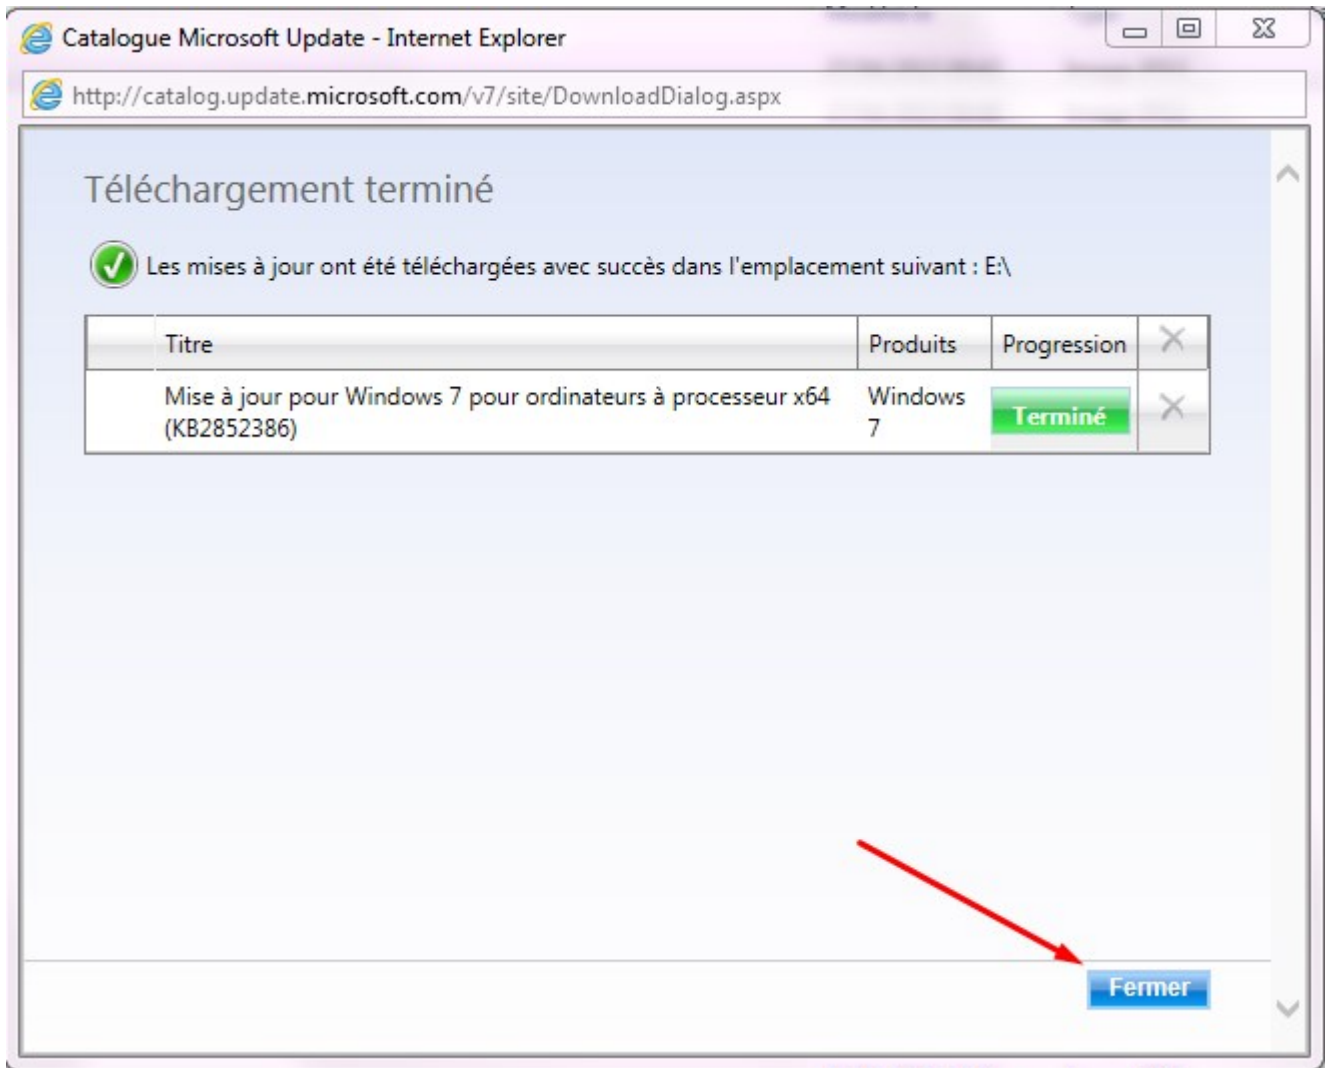 Catalogue Microsoft Update - Internet Explorer
http://catalog.update.microsoft.com/v7/site/DownloadDialog.aspx
Téléchargement terminé
Les mises à jour ont été téléchargées avec succès dans l'emplacement suivant : E:\
Titre Produits Progression
Mise à jour pour Windows 7 pour ordinateurs à processeur x64 Windows
(KB2852386) 7 Terminé
Fermer